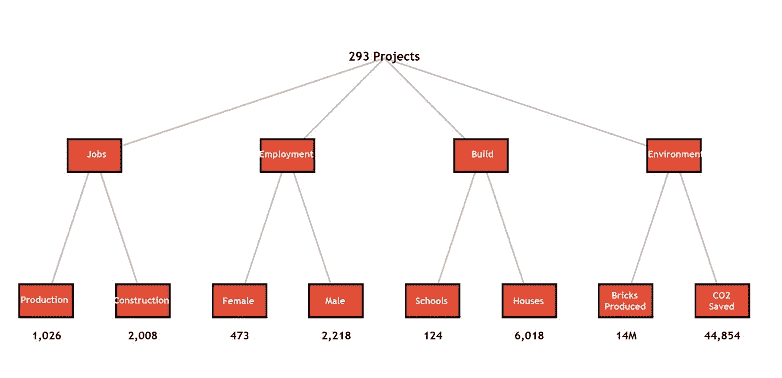 293 Projects
Jobs
Employment
Build
Environment
Production
Construction
Female
Male
Schools
Houses
Bricks
Produced
CO2
Saved
1,026
2,008
473
2,218
124
6,018
14M
44,854